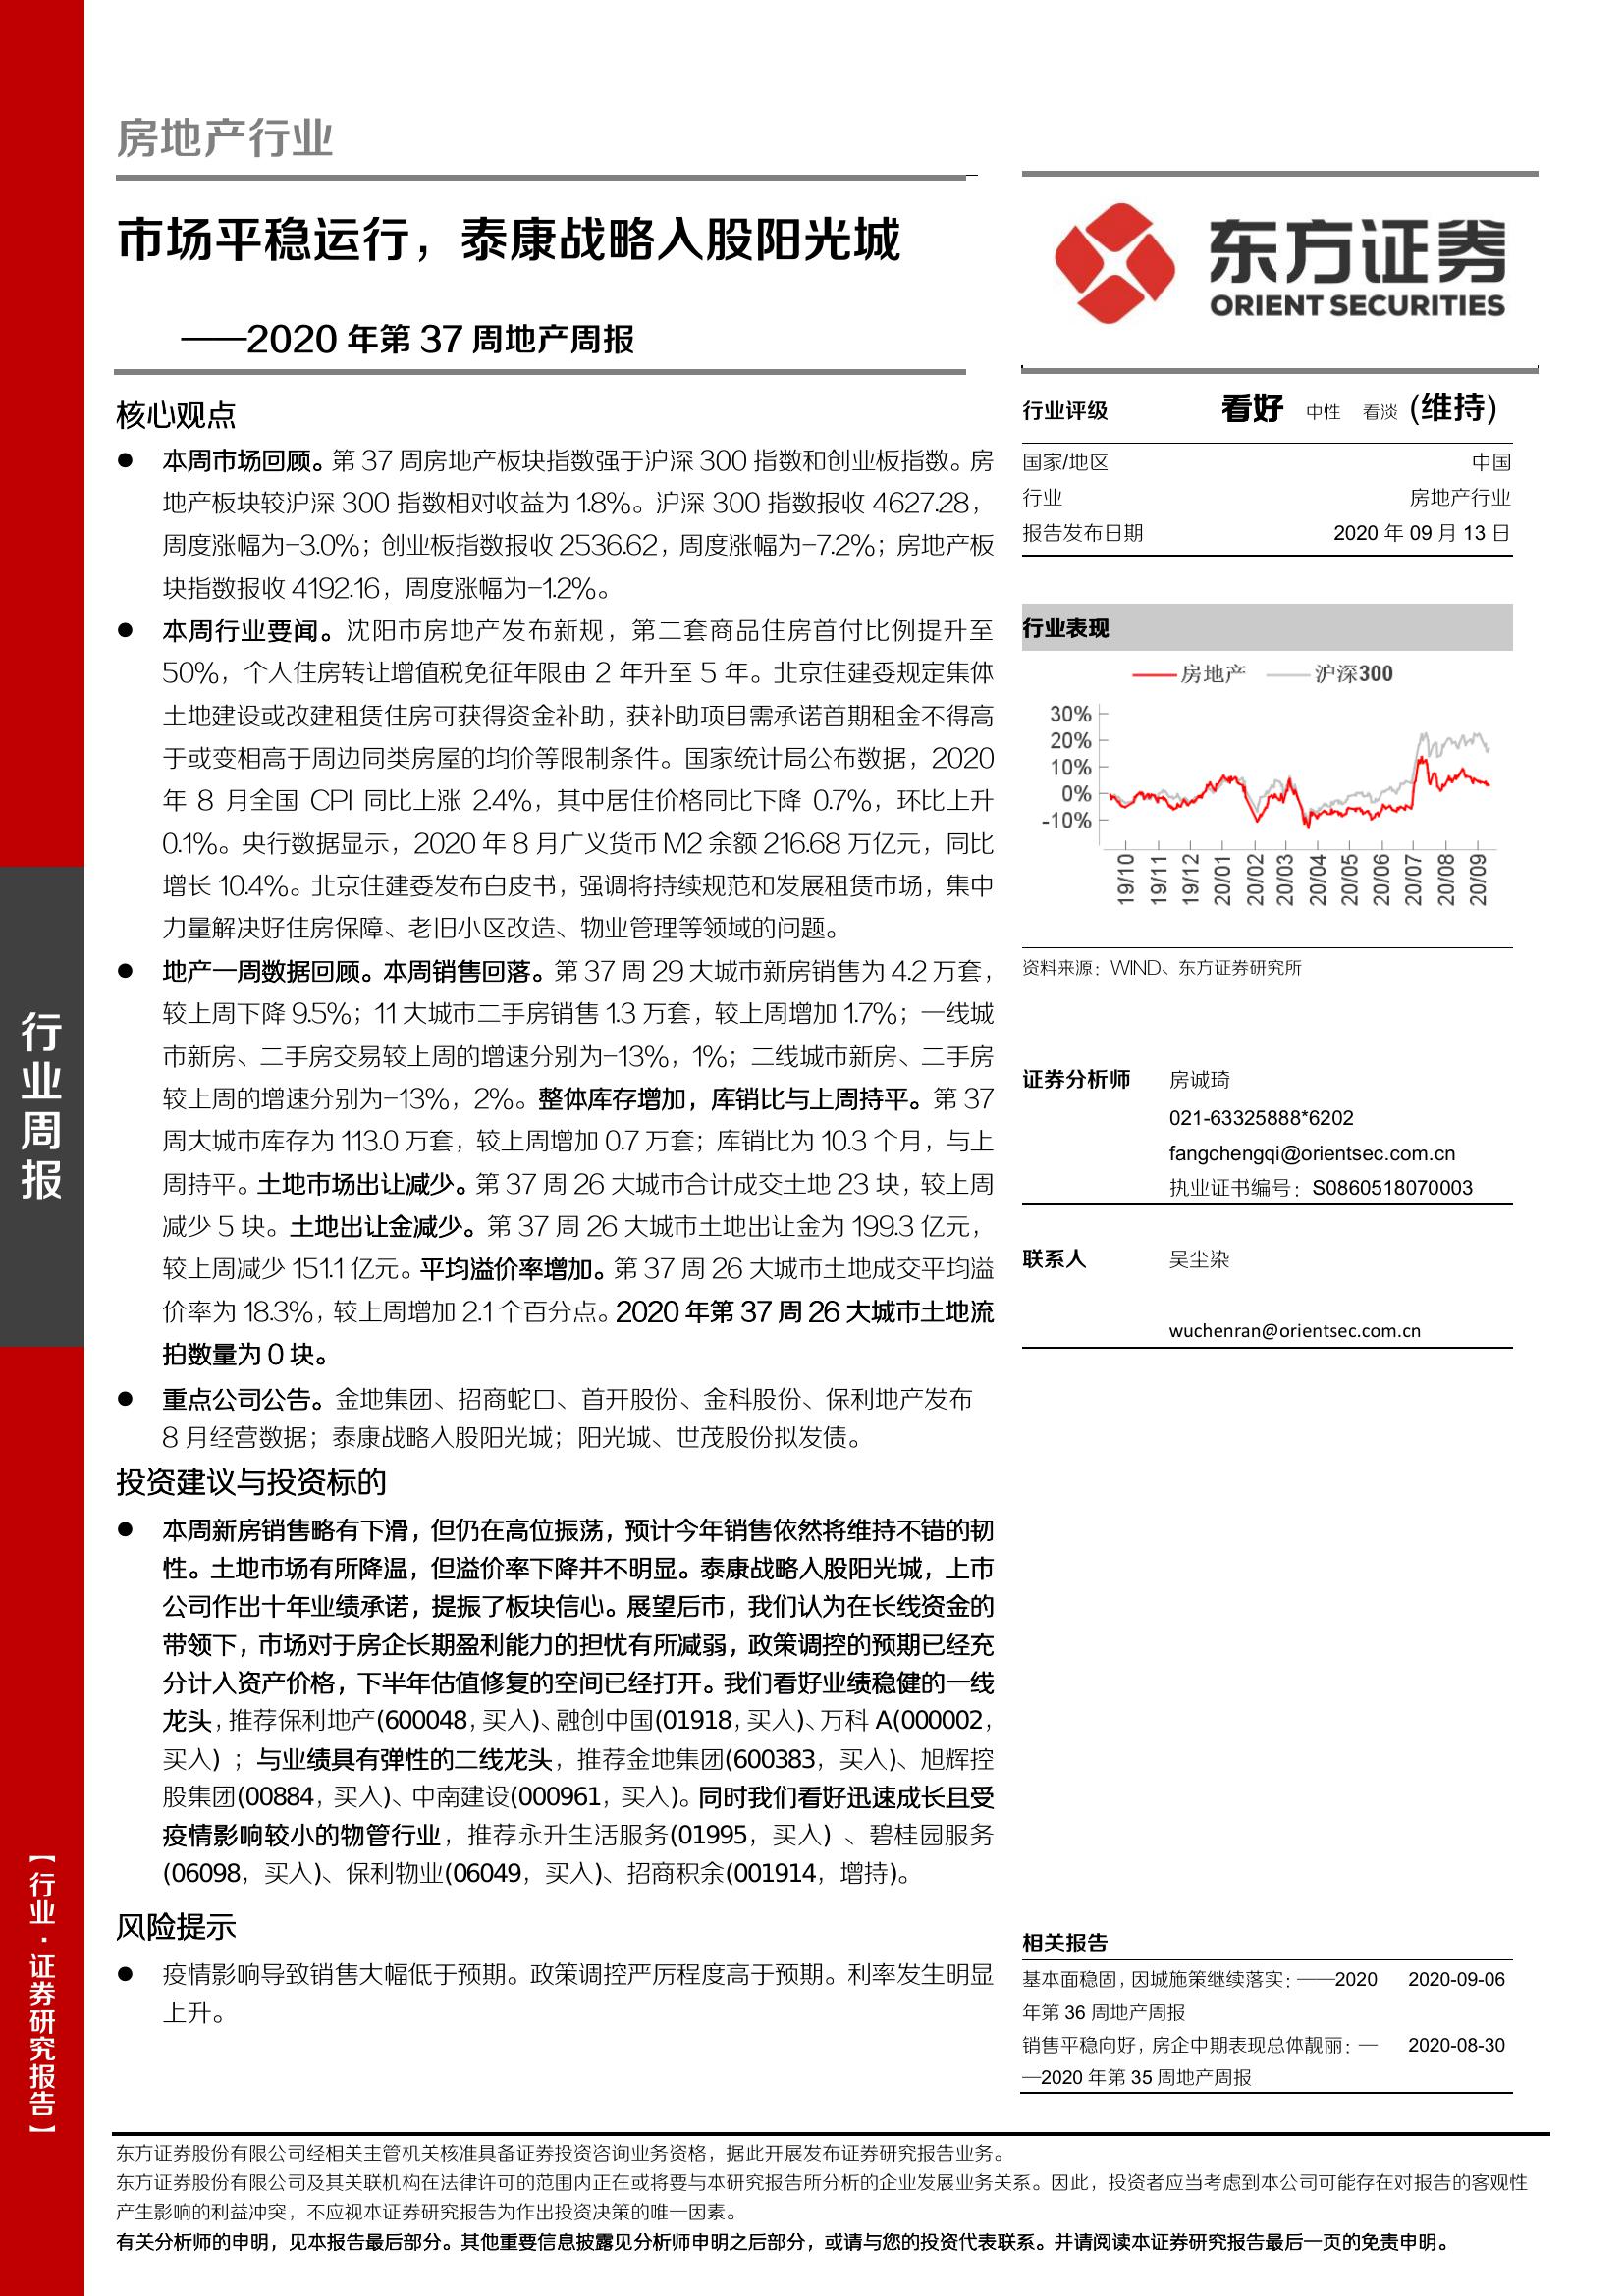 房地产行业
市场平稳运行，泰康战略入股阳光城
——2020 年第 37 周地产周报
东方证券
ORIENT SECURITIES
核心观点
● 本周市场回顾。第 37 周房地产板块指数强于沪深 300 指数和创业板指数。房
地产板块较沪深 300 指数相对收益为 1.8%。沪深 300 指数报收 4627.28，
周度涨幅为-3.0%；创业板指数报收 2536.62，周度涨幅为-7.2%；房地产板
块指数报收 4192.16，周度涨幅为-1.2%。
● 本周行业要闻。沈阳市房地产发布新规，第二套商品住房首付比例提升至
50%，个人住房转让增值税免征年限由 2 年升至 5 年。北京住建委规定集体
土地建设或改建租赁住房可获得资金补助，获补助项目需承诺首期租金不得高
于或变相高于周边同类房屋的均价等限制条件。国家统计局公布数据，2020
年 8 月全国 CPI 同比上涨 2.4%，其中居住价格同比下降 0.7%，环比上升
0.1%。央行数据显示，2020 年 8 月广义货币 M2 余额 216.68 万亿元，同比
增长 10.4%。北京住建委发布白皮书，强调将持续规范和发展租赁市场，集中
力量解决好住房保障、老旧小区改造、物业管理等领域的问题。
● 地产一周数据回顾。本周销售回落。第 37 周 29 大城市新房销售为 4.2 万套，
较上周下降 9.5%；11 大城市二手房销售 1.3 万套，较上周增加 1.7%；一线城
市新房、二手房交易较上周的增速分别为-13%，1%；二线城市新房、二手房
较上周的增速分别为-13%，2%。整体库存增加，库销比与上周持平。第 37
周大城市库存为 113.0 万套，较上周增加 0.7 万套；库销比为 10.3 个月，与上
周持平。土地市场出让减少。第 37 周 26 大城市合计成交土地 23 块，较上周
减少 5 块。土地出让金减少。第 37 周 26 大城市土地出让金为 199.3 亿元，
较上周减少 151.1 亿元。平均溢价率增加。第 37 周 26 大城市土地成交平均溢
价率为 18.3%，较上周增加 2.1 个百分点。2020 年第 37 周 26 大城市土地流
拍数量为 0 块。
● 重点公司公告。金地集团、招商蛇口、首开股份、金科股份、保利地产发布
8 月经营数据；泰康战略入股阳光城；阳光城、世茂股份拟发债。
投资建议与投资标的
● 本周新房销售略有下滑，但仍在高位振荡，预计今年销售依然将维持不错的韧
性。土地市场有所降温，但溢价率下降并不明显。泰康战略入股阳光城，上市
公司作出十年业绩承诺，提振了板块信心。展望后市，我们认为在长线资金的
带领下，市场对于房企长期盈利能力的担忧有所减弱，政策调控的预期已经充
分计入资产价格，下半年估值修复的空间已经打开。我们看好业绩稳健的一线
龙头，推荐保利地产(600048，买入)、融创中国(01918，买入)、万科 A(000002，
买入) ；与业绩具有弹性的二线龙头，推荐金地集团(600383，买入)、旭辉控
股集团(00884，买入)、中南建设(000961，买入)。同时我们看好迅速成长且受
疫情影响较小的物管行业，推荐永升生活服务(01995，买入) 、碧桂园服务
(06098，买入)、保利物业(06049，买入)、招商积余(001914，增持)。
风险提示
● 疫情影响导致销售大幅低于预期。政策调控严厉程度高于预期。利率发生明显
上升。
行业评级 看好 中性 看淡 (维持)
国家/地区 中国
行业 房地产行业
报告发布日期 2020 年 09 月 13 日
行业表现
房地产 沪深300
30%
20%
10%
0%
-10%
19/10 19/11 19/12 20/01 20/02 20/03 20/04 20/05 20/06 20/07 20/08 20/09
资料来源：WIND、东方证券研究所
证券分析师 房诚琦
021-63325888*6202
fangchengqi@orientsec.com.cn
执业证书编号：S0860518070003
联系人 吴尘染
wuchenran@orientsec.com.cn
相关报告
基本面稳固，因城施策继续落实：——2020 2020-09-06
年第 36 周地产周报
销售平稳向好，房企中期表现总体靓丽：— 2020-08-30
—2020 年第 35 周地产周报
行业周报
【行业·证券研究报告】
东方证券股份有限公司经相关主管机关核准具备证券投资咨询业务资格，据此开展发布证券研究报告业务。
东方证券股份有限公司及其关联机构在法律许可的范围内正在或将要与本研究报告所分析的企业发展业务关系。因此，投资者应当考虑到本公司可能存在对报告的客观性
产生影响的利益冲突，不应视本证券研究报告为作出投资决策的唯一因素。
有关分析师的申明，见本报告最后部分。其他重要信息披露见分析师申明之后部分，或请与您的投资代表联系。并请阅读本证券研究报告最后一页的免责申明。